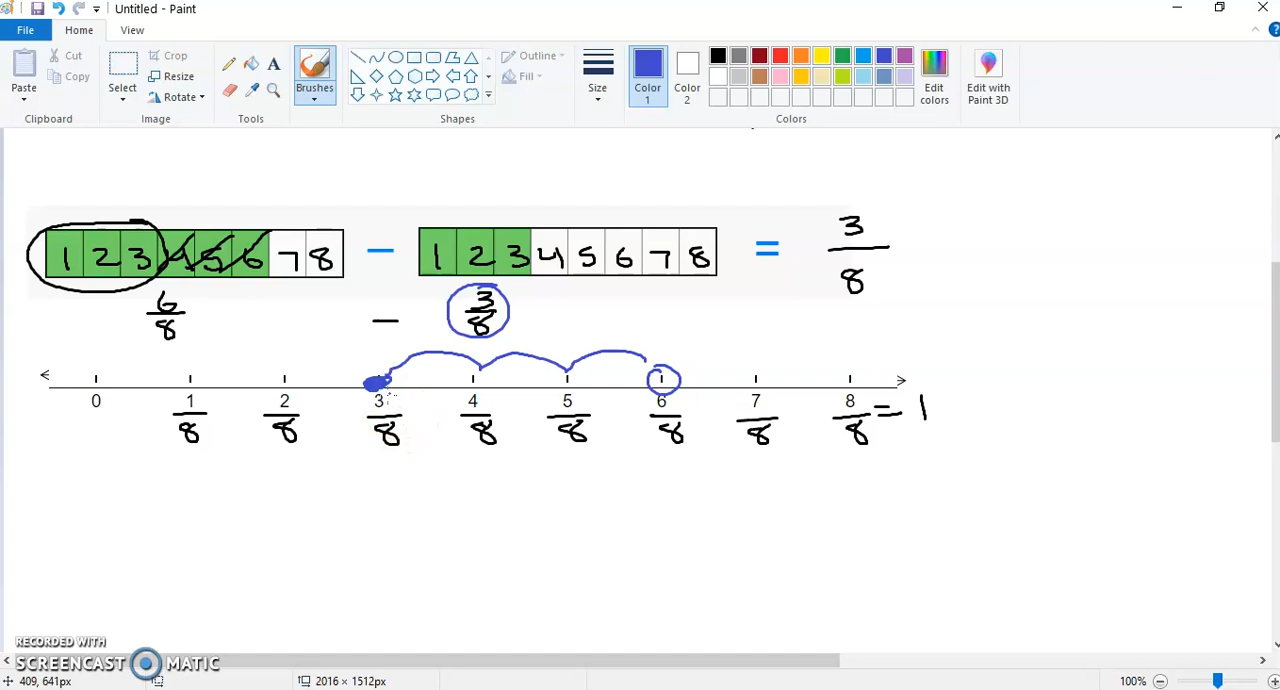 Untitled - Paint
File Home View
Paste Cut Copy Select Crop Resize Rotate Brushes Outline Fill Size Color 1 Color 2 Edit colors Edit with Paint 3D
Clipboard Image Tools Shapes Colors
1 2 3 4 5 6 7 8 − 1 2 3 4 5 6 7 8 = 3/8
6/8 − 3/8
0 1/8 2/8 3/8 4/8 5/8 6/8 7/8 8/8 = 1
RECORDED WITH
SCREENCAST MATIC
409, 641px 2016 × 1512px 100%